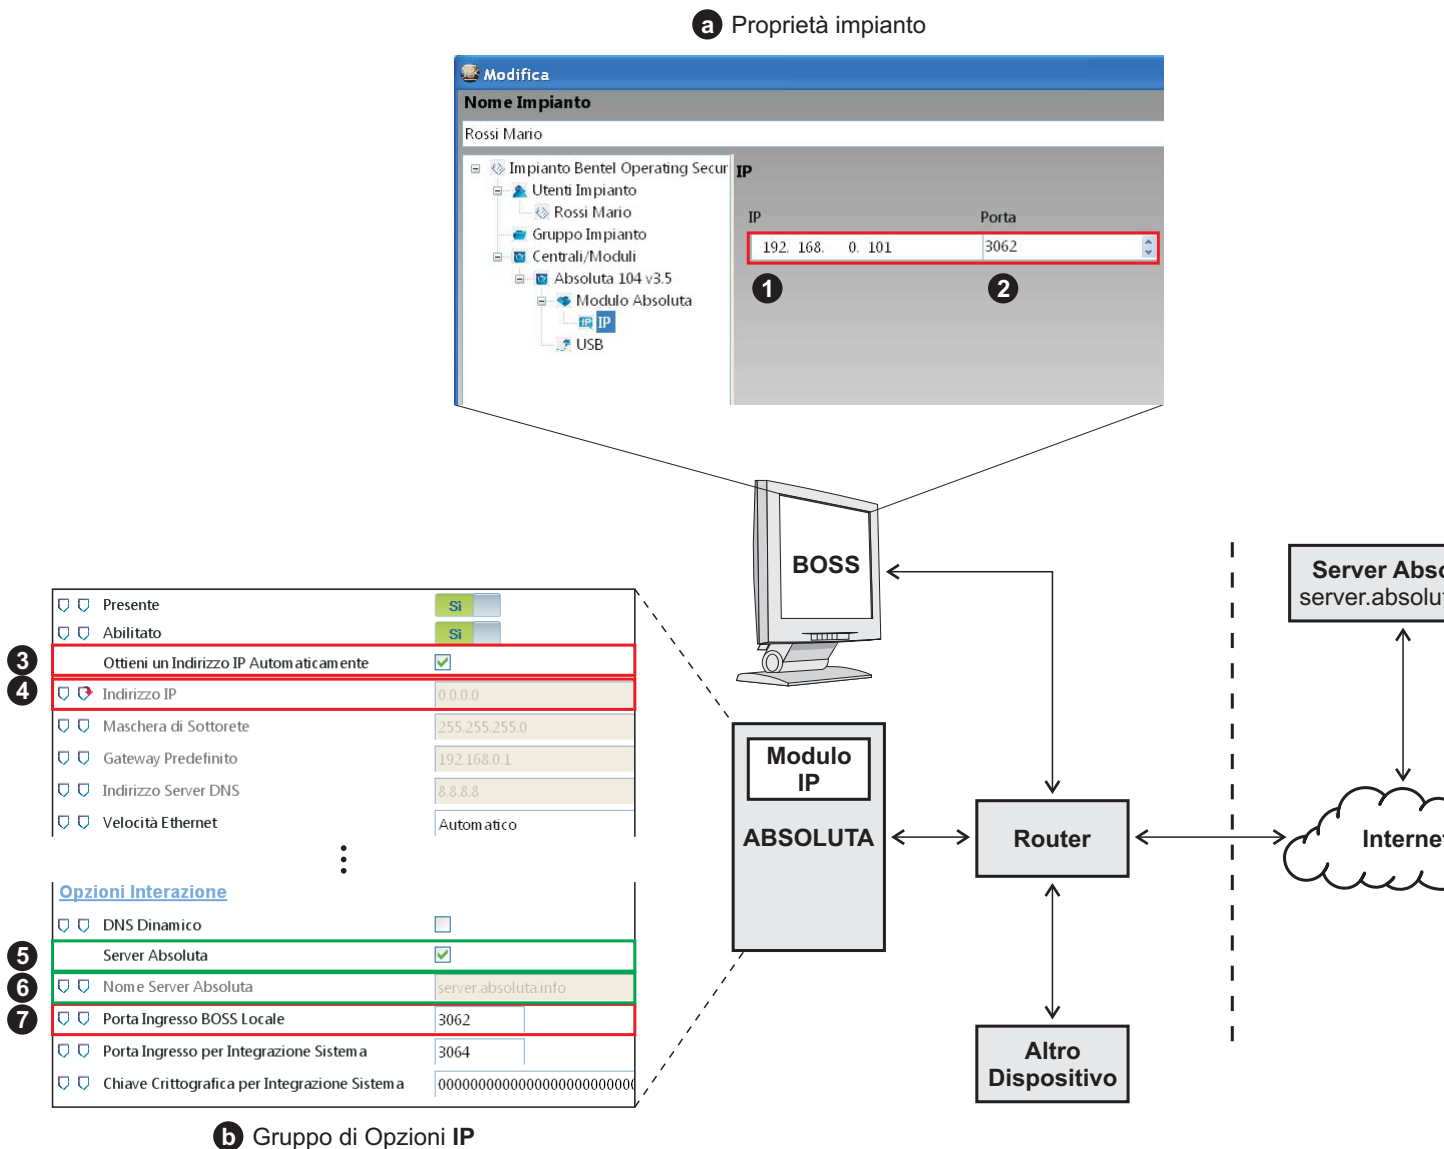 a Proprietà impianto
Modifica
Nome Impianto
Rossi Mario
Impianto Bentel Operating Secur
Utenti Impianto
Rossi Mario
Gruppo Impianto
Centrali/Moduli
Absoluta 104 v3.5
Modulo Absoluta
IP
USB
IP
IP Porta
192. 168. 0. 101 3062
1 2
BOSS
Server Abso
server.absolut
Presente Sì
Abilitato Sì
3 Ottieni un Indirizzo IP Automaticamente
4 Indirizzo IP 0.0.0.0
Maschera di Sottorete 255.255.255.0
Gateway Predefinito 192.168.0.1
Indirizzo Server DNS 8.8.8.8
Velocità Ethernet Automatico
Opzioni Interazione
DNS Dinamico
5 Server Absoluta
6 Nome Server Absoluta server.absoluta.info
7 Porta Ingresso BOSS Locale 3062
Porta Ingresso per Integrazione Sistema 3064
Chiave Crittografica per Integrazione Sistema
Modulo
IP
ABSOLUTA
Router
Internet
Altro
Dispositivo
b Gruppo di Opzioni IP